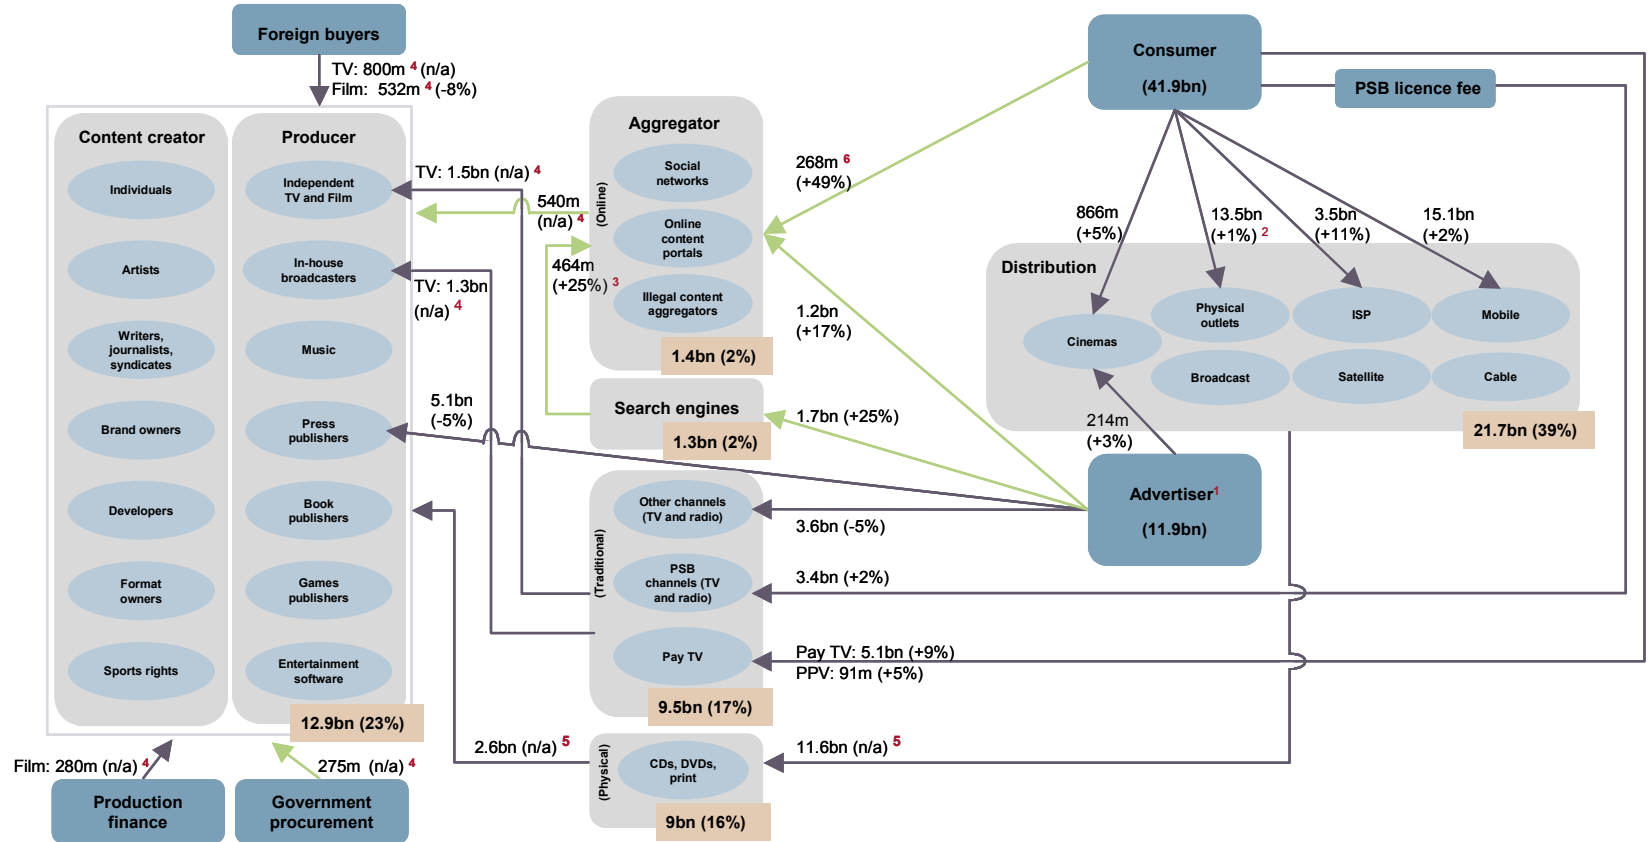 Foreign buyers
TV: 800m 4 (n/a)
Film: 532m 4 (-8%)
Content creator
Individuals
Artists
Writers,
journalists,
syndicates
Brand owners
Developers
Format
owners
Sports rights
Producer
Independent
TV and Film
In-house
broadcasters
Music
Press
publishers
Book
publishers
Games
publishers
Entertainment
software
12.9bn (23%)
Film: 280m (n/a) 4
275m (n/a) 4
Production
finance
Government
procurement
TV: 1.5bn (n/a) 4
540m
(n/a) 4
464m
(+25%) 3
TV: 1.3bn
(n/a) 4
5.1bn
(-5%)
2.6bn (n/a) 5
Aggregator
(Online)
Social
networks
Online
content
portals
Illegal content
aggregators
1.4bn (2%)
Search engines
1.3bn (2%)
(Traditional)
Other channels
(TV and radio)
PSB
channels (TV
and radio)
Pay TV
9.5bn (17%)
(Physical)
CDs, DVDs,
print
9bn (16%)
268m 6
(+49%)
1.2bn
(+17%)
1.7bn (+25%)
3.6bn (-5%)
3.4bn (+2%)
Pay TV: 5.1bn (+9%)
PPV: 91m (+5%)
11.6bn (n/a) 5
Consumer
(41.9bn)
PSB licence fee
866m
(+5%)
13.5bn
(+1%) 2
3.5bn
(+11%)
15.1bn
(+2%)
Distribution
Cinemas
Physical
outlets
ISP
Mobile
Broadcast
Satellite
Cable
21.7bn (39%)
214m
(+3%)
Advertiser1
(11.9bn)